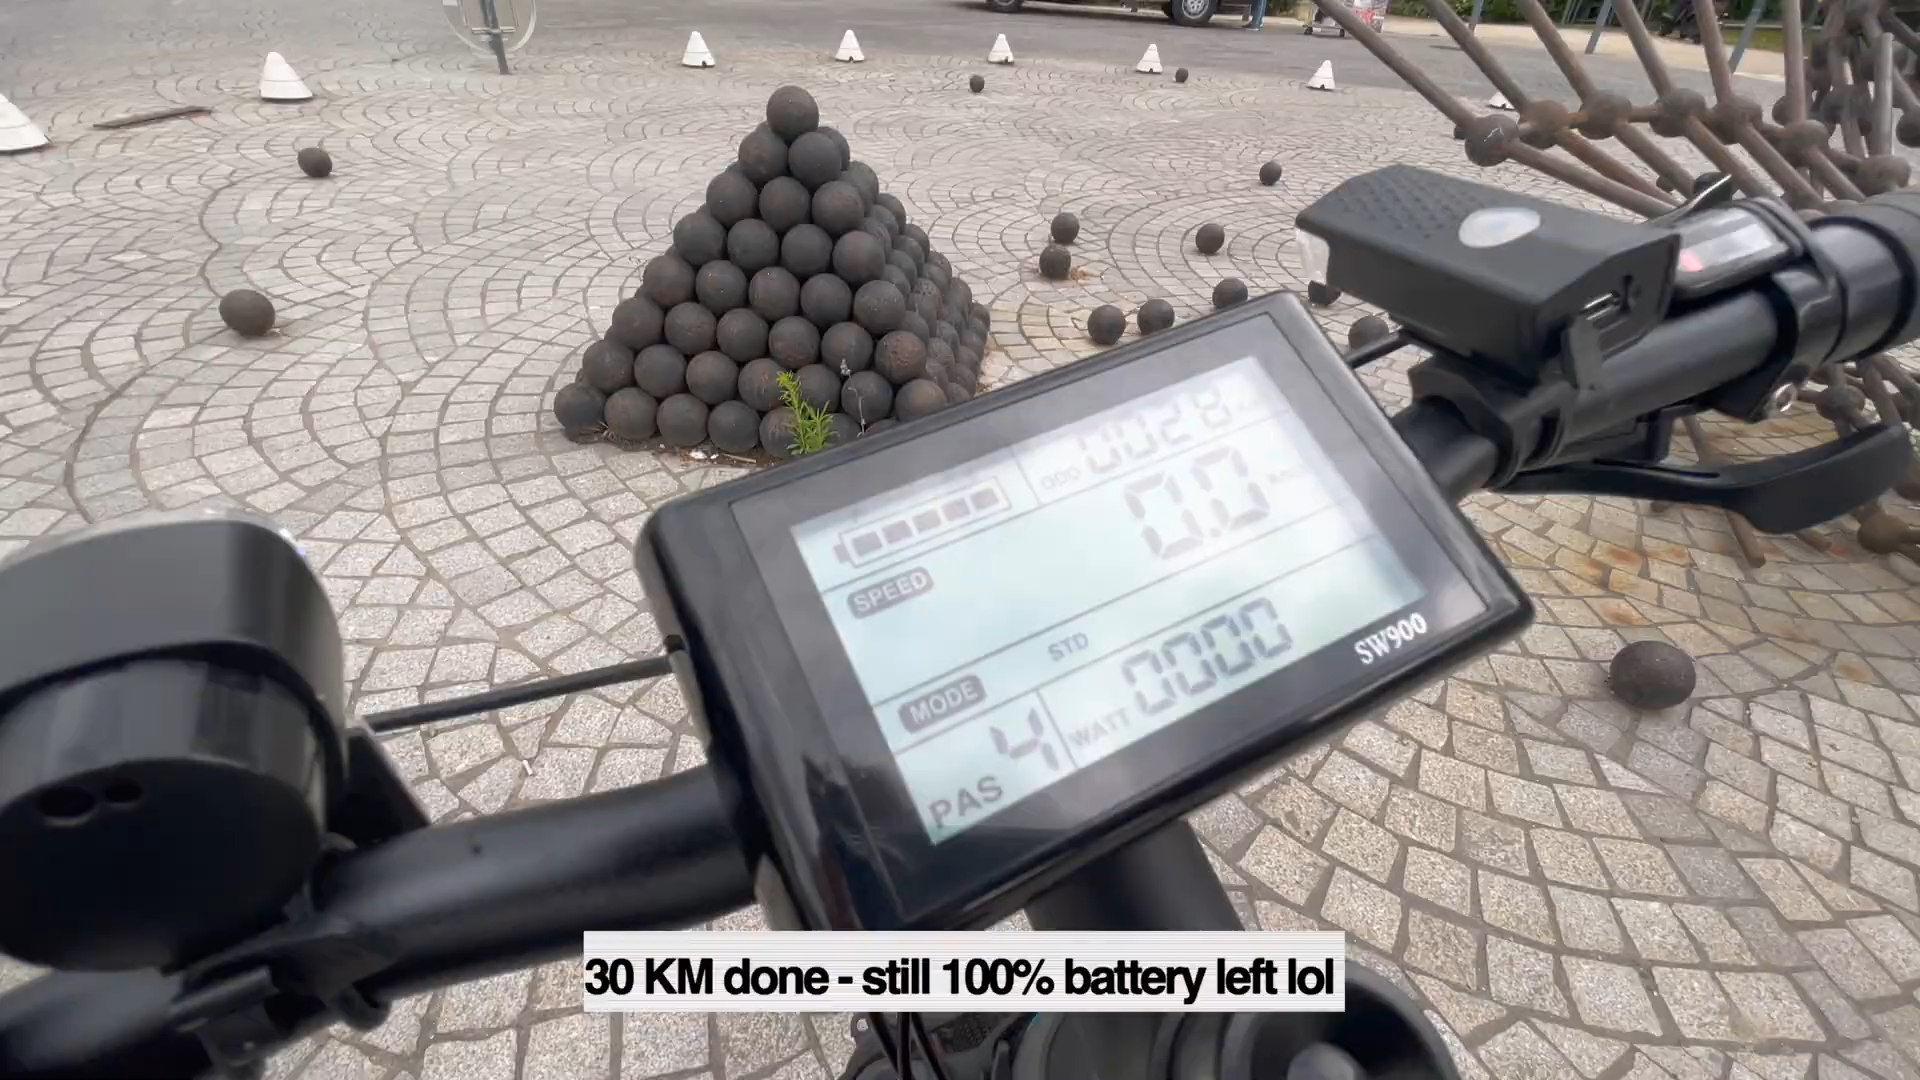 ODO 0028
0.0
SPEED
STD
MODE
4
WATT 0000
PAS
SW900
30 KM done - still 100% battery left lol